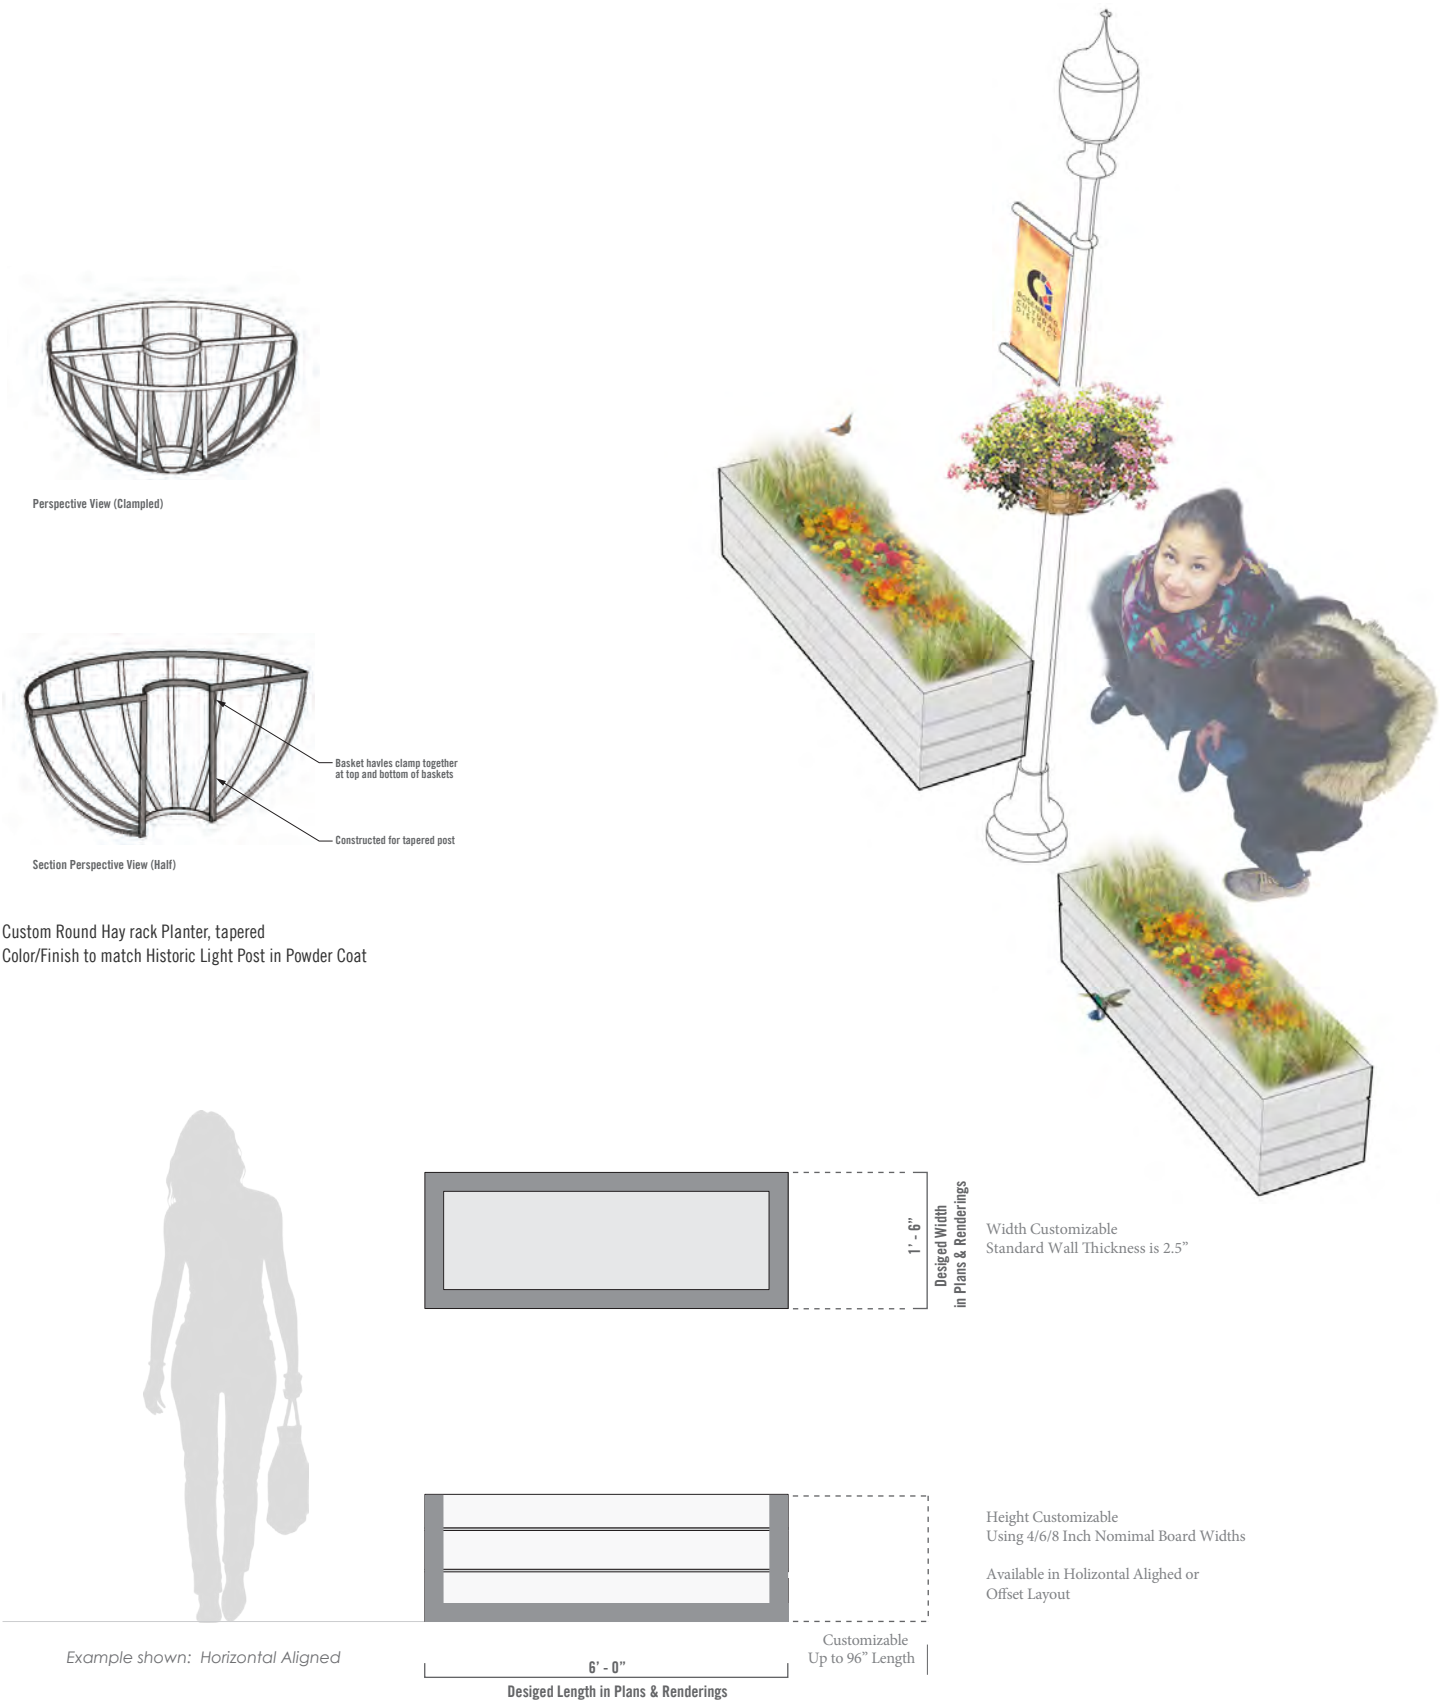 ROSENBERG
CULTURAL
DISTRICT
Perspective View (Clampled)
Basket havles clamp together
at top and bottom of baskets
Constructed for tapered post
Section Perspective View (Half)
Custom Round Hay rack Planter, tapered
Color/Finish to match Historic Light Post in Powder Coat
1' - 6”
Desiged Width
in Plans & Renderings
Width Customizable
Standard Wall Thickness is 2.5”
Height Customizable
Using 4/6/8 Inch Nomimal Board Widths
Available in Holizontal Alighed or
Offset Layout
Example shown: Horizontal Aligned
Customizable
Up to 96” Length
6’ - 0”
Desiged Length in Plans & Renderings